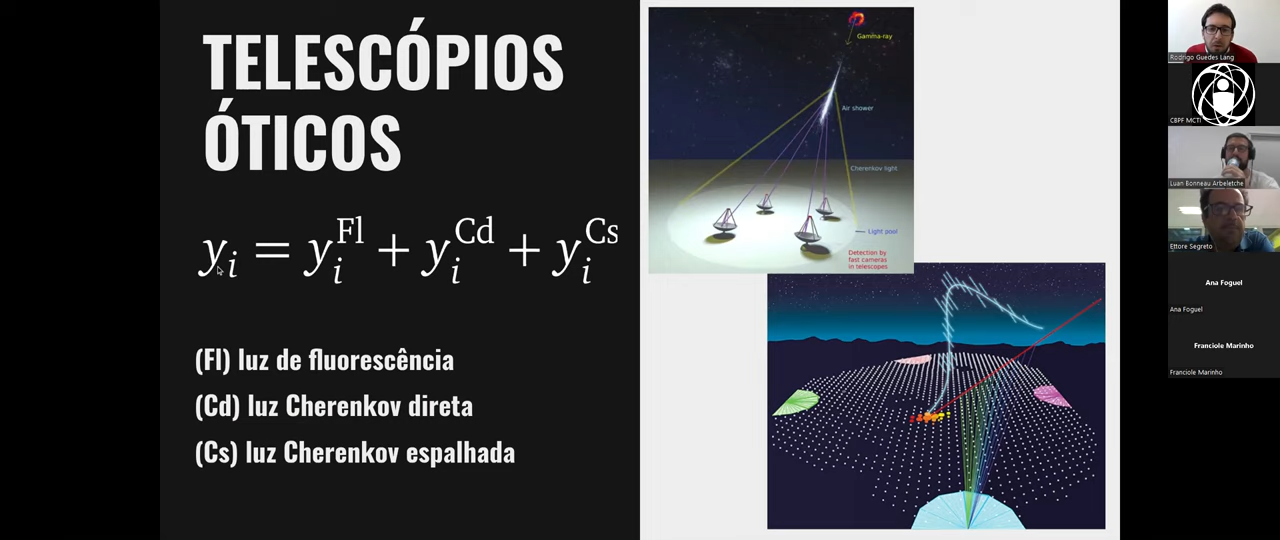 TELESCÓPIOS
ÓTICOS
y_i = y_i^Fl + y_i^Cd + y_i^Cs
(Fl) luz de fluorescência
(Cd) luz Cherenkov direta
(Cs) luz Cherenkov espalhada
Gamma-ray
Air shower
Cherenkov light
Light pool
Detection by
fast cameras
in telescopes
Rodrigo Guedes Lang
CBPF MCTI
Luan Bonneau Arbeletche
Ettore Segreto
Ana Foguel
Ana Foguel
Franciole Marinho
Franciole Marinho